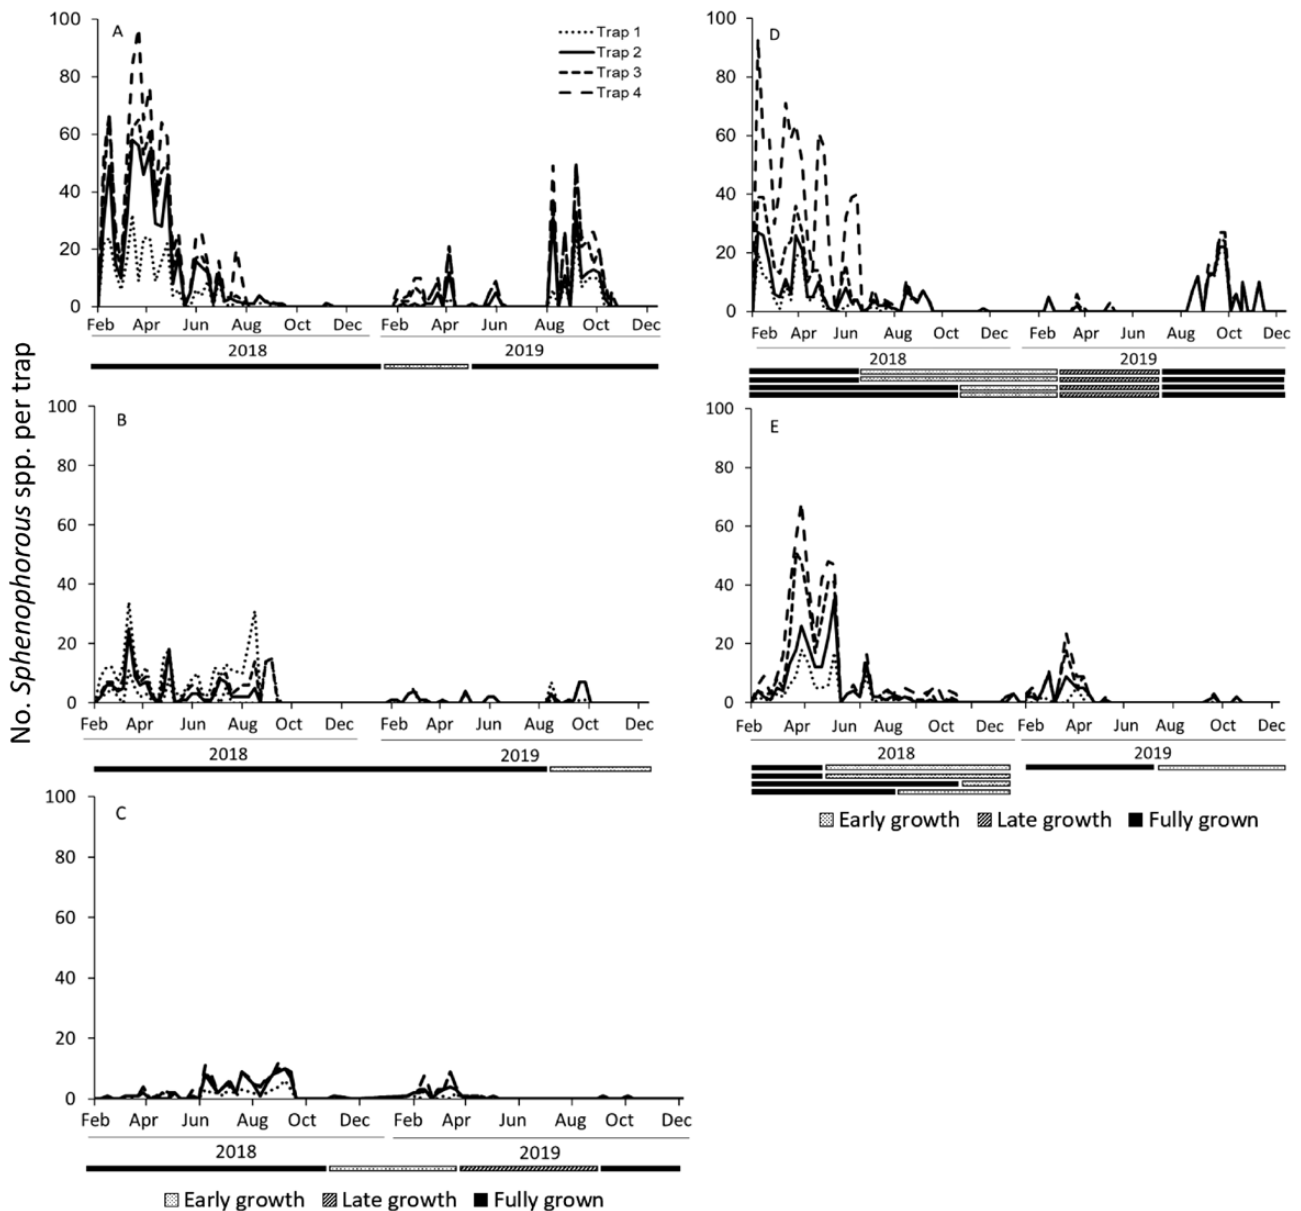 No. Sphenophorous spp. per trap
A
Trap 1
Trap 2
Trap 3
Trap 4
100
80
60
40
20
0
Feb Apr Jun Aug Oct Dec Feb Apr Jun Aug Oct Dec
2018 2019
B
100
80
60
40
20
0
Feb Apr Jun Aug Oct Dec Feb Apr Jun Aug Oct Dec
2018 2019
C
100
80
60
40
20
0
Feb Apr Jun Aug Oct Dec Feb Apr Jun Aug Oct Dec
2018 2019
Early growth Late growth Fully grown
D
100
80
60
40
20
0
Feb Apr Jun Aug Oct Dec Feb Apr Jun Aug Oct Dec
2018 2019
E
100
80
60
40
20
0
Feb Apr Jun Aug Oct Dec Feb Apr Jun Aug Oct Dec
2018 2019
Early growth Late growth Fully grown